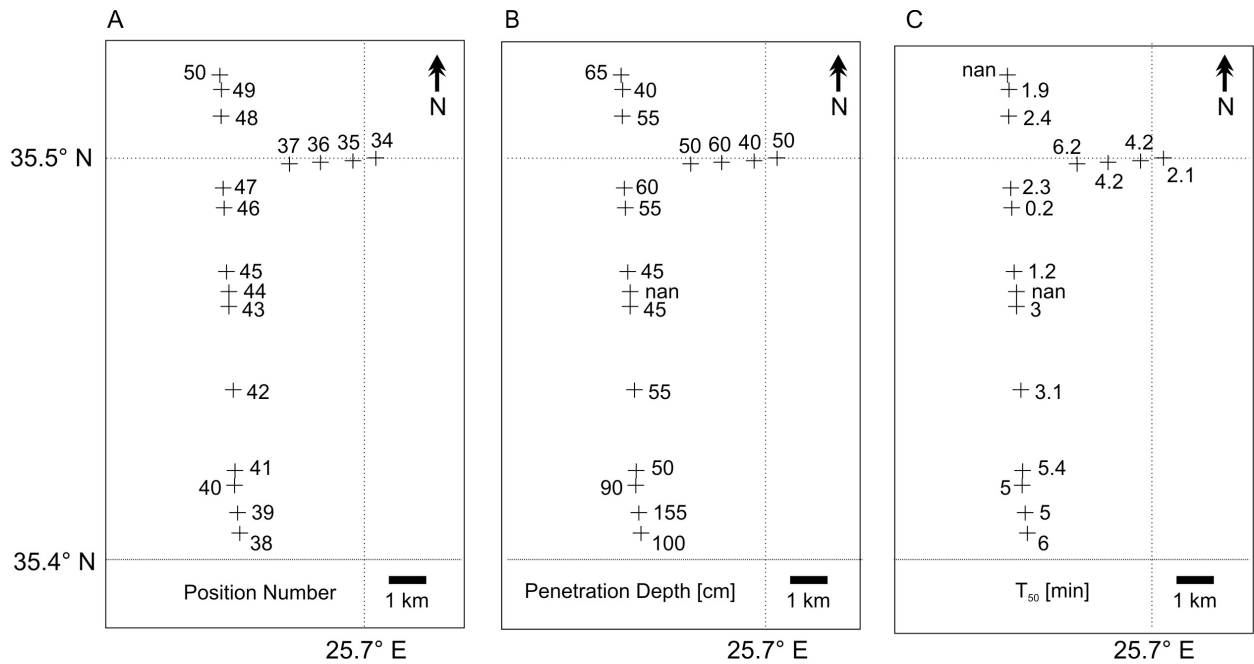 A
B
C
50
49
48
37 36 35 34
47
46
45
44
43
42
41
40
39
38
N
35.5° N
35.4° N
Position Number
1 km
25.7° E
65
40
55
50 60 40 50
60
55
45
nan
45
55
50
90
155
100
N
Penetration Depth [cm]
1 km
25.7° E
nan
1.9
2.4
6.2
4.2
4.2
2.1
2.3
0.2
1.2
nan
3
3.1
5.4
5
5
6
N
T₅₀ [min]
1 km
25.7° E